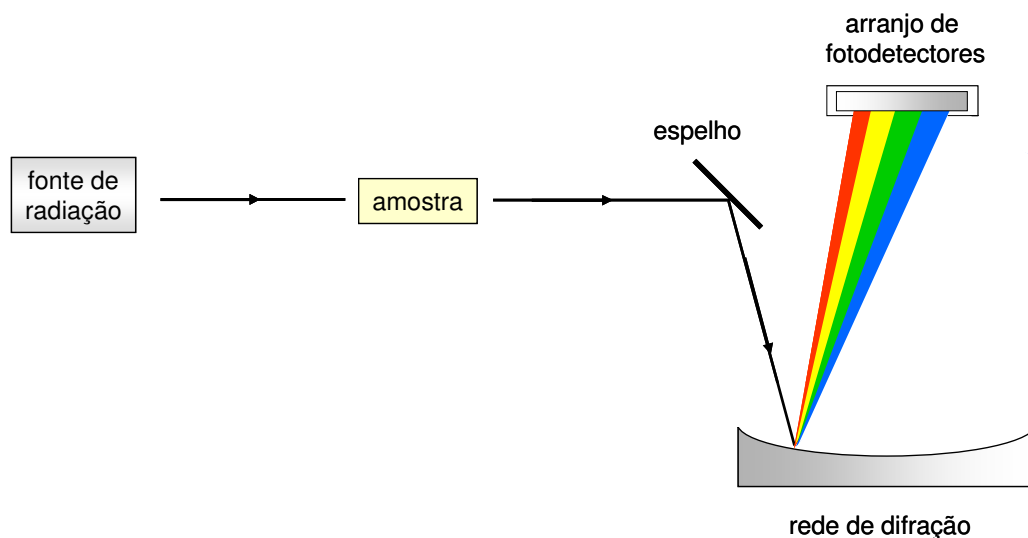 arranjo de
fotodetectores
espelho
fonte de
radiação
amostra
rede de difração